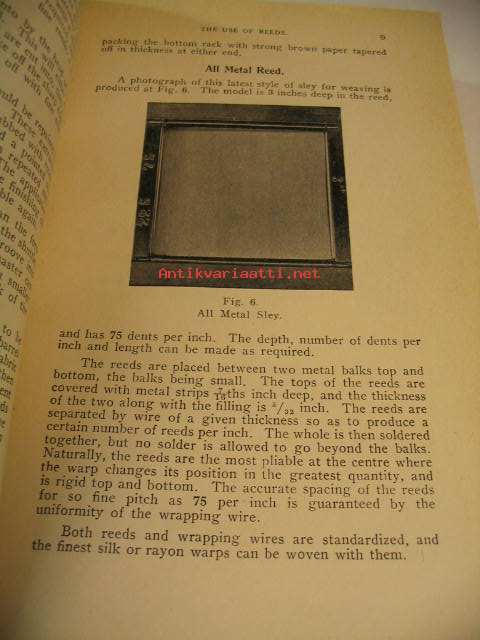 THE USE OF REEDS. 9
packing the bottom rack with strong brown paper tapered
off in thickness at either end.
All Metal Reed.
A photograph of this latest style of sley for weaving is
produced at Fig. 6. The model is 3 inches deep in the reed,
Antikvariaatti.net
Fig. 6.
All Metal Sley.
and has 75 dents per inch. The depth, number of dents per
inch and length can be made as required.
The reeds are placed between two metal balks top and
bottom, the balks being small. The tops of the reeds are
covered with metal strips ths inch deep, and the thickness
of the two along with the filling is /32 inch. The reeds are
separated by wire of a given thickness so as to produce a
certain number of reeds per inch. The whole is then soldered
together, but no solder is allowed to go beyond the balks.
Naturally, the reeds are the most pliable at the centre where
the warp changes its position in the greatest quantity, and
is rigid top and bottom. The accurate spacing of the reeds
for so fine pitch as 75 per inch is guaranteed by the
uniformity of the wrapping wire.
Both reeds and wrapping wires are standardized, and
the finest silk or rayon warps can be woven with them.